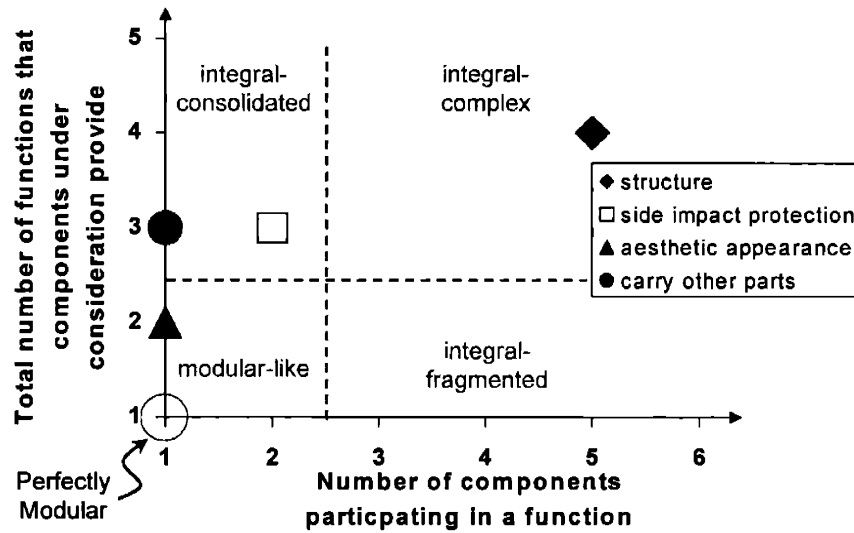 Total number of functions that
components under
consideration provide
5
4
3
2
1
integral-
consolidated
integral-
complex
structure
side impact protection
aesthetic appearance
carry other parts
modular-like
integral-
fragmented
1
2
3
4
5
6
Perfectly
Modular
Number of components
particpating in a function